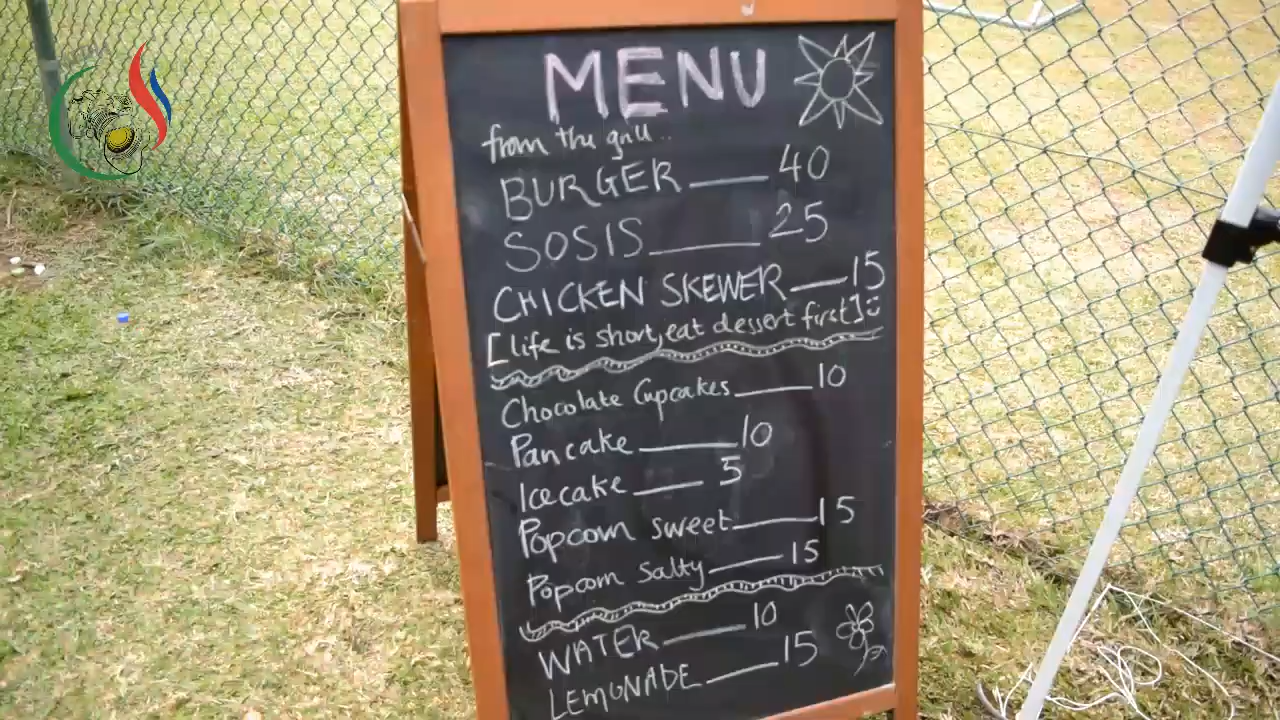 MENU
from the grill..
BURGER 40
SOSIS 25
CHICKEN SKEWER 15
[life is short, eat dessert first]
Chocolate Cupcakes 10
Pancake 10
Icecake 5
Popcorn sweet 15
Popcorn Salty 15
WATER 10
LEMONADE 15